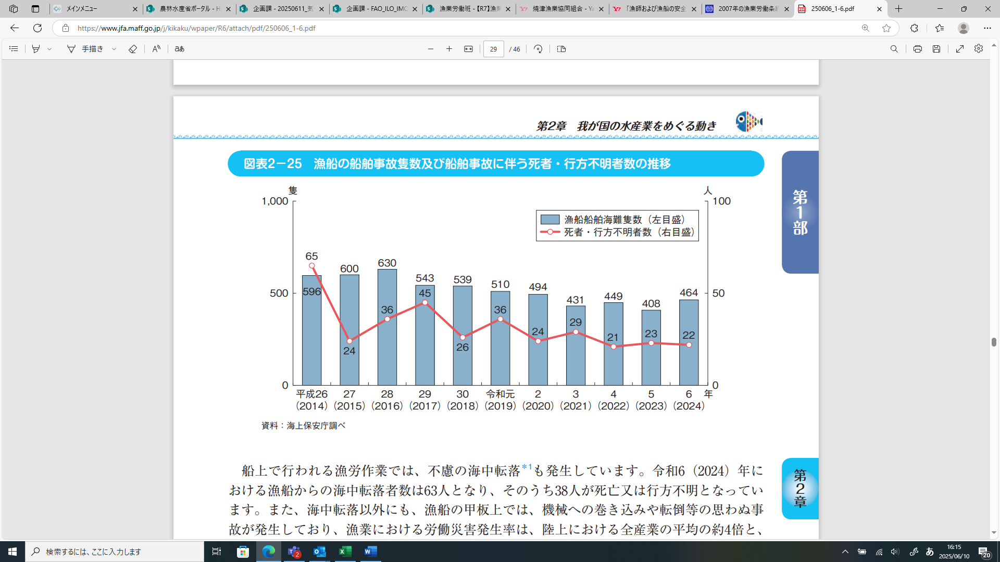 メインメニュー
農林水産省ポータル - H
企画課 - 20250611_気
企画課 - FAO_ILO_IMC
漁業労働班 - 【R7】漁業
焼津漁業協同組合 - Ya
「漁師および漁船の安全
2007年の漁業労働条約
250606_1-6.pdf
https://www.jfa.maff.go.jp/j/kikaku/wpaper/R6/attach/pdf/250606_1-6.pdf
手描き
aあ
29 / 46
第2章 我が国の水産業をめぐる動き
図表2－25 漁船の船舶事故隻数及び船舶事故に伴う死者・行方不明者数の推移
隻 人
1,000 100
漁船船舶海難隻数（左目盛）
死者・行方不明者数（右目盛）
第1部
65
596 600 630 543 539 510 494 431 449 408 464
24 36 45 26 36 24 29 21 23 22
500 50
0 0
平成26 27 28 29 30 令和元 2 3 4 5 6 年
（2014）（2015）（2016）（2017）（2018）（2019）（2020）（2021）（2022）（2023）（2024）
資料：海上保安庁調べ
船上で行われる漁労作業では、不慮の海中転落＊1も発生しています。令和6（2024）年に
おける漁船からの海中転落者数は63人となり、そのうち38人が死亡又は行方不明となってい
ます。また、海中転落以外にも、漁船の甲板上では、機械への巻き込みや転倒等の思わぬ事
故が発生しており、漁業における労働災害発生率は、陸上における全産業の平均の約4倍と、
第2章
検索するには、ここに入力します
2
あ
16:15
2025/06/10
20